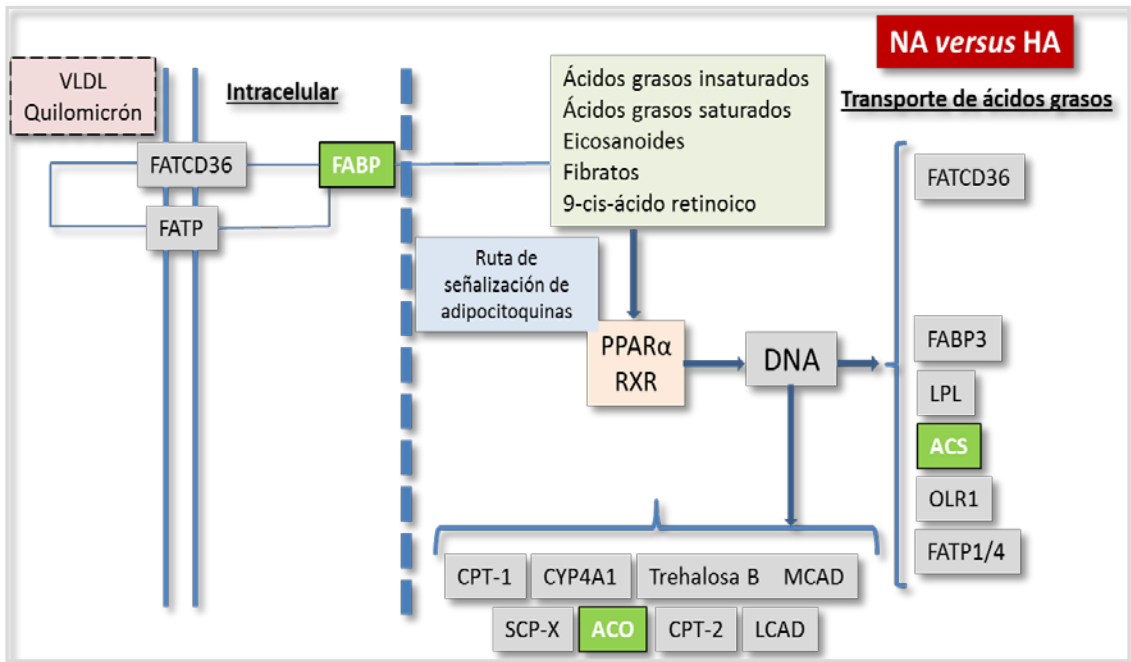 NA versus HA
VLDL
Quilomicrón
Intracelular
Ácidos grasos insaturados
Ácidos grasos saturados
Eicosanoides
Fibratos
9-cis-ácido retinoico
Transporte de ácidos grasos
FATCD36
FABP
FATP
Ruta de
señalización de
adipocitoquinas
PPARα
RXR
DNA
FATCD36
FABP3
LPL
ACS
OLR1
FATP1/4
CPT-1
CYP4A1
Trehalosa B
MCAD
SCP-X
ACO
CPT-2
LCAD